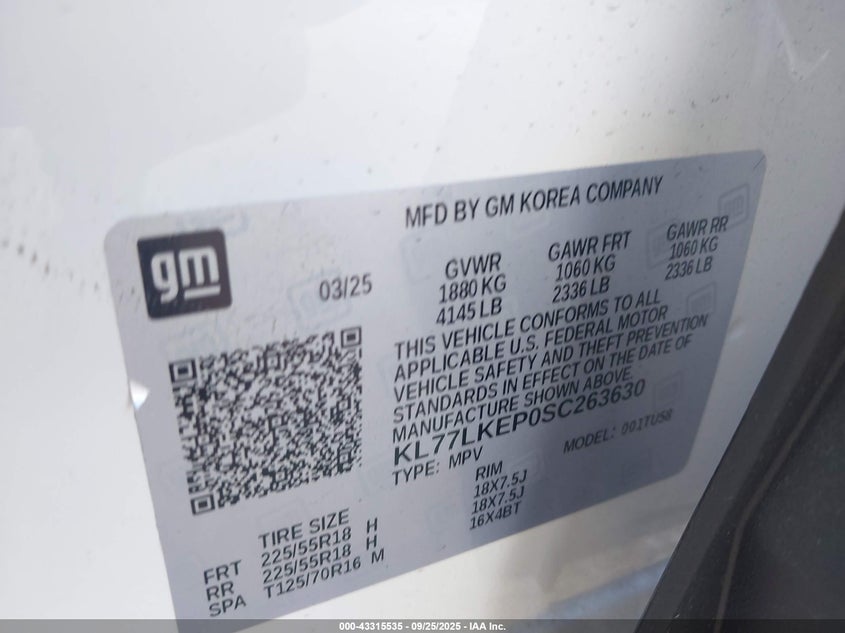 MFD BY GM KOREA COMPANY
gm
03/25
GVWR GAWR FRT GAWR RR
1880 KG 1060 KG 1060 KG
4145 LB 2336 LB 2336 LB
THIS VEHICLE CONFORMS TO ALL
APPLICABLE U.S. FEDERAL MOTOR
VEHICLE SAFETY AND THEFT PREVENTION
STANDARDS IN EFFECT ON THE DATE OF
MANUFACTURE SHOWN ABOVE.
KL77LKEP0SC263630
TYPE: MPV MODEL: 001TU58
TIRE SIZE RIM
FRT 225/55R18 H 18X7.5J
RR 225/55R18 H 18X7.5J
SPA T125/70R16 M 16X4BT
000-43315535 - 09/25/2025 - IAA Inc.